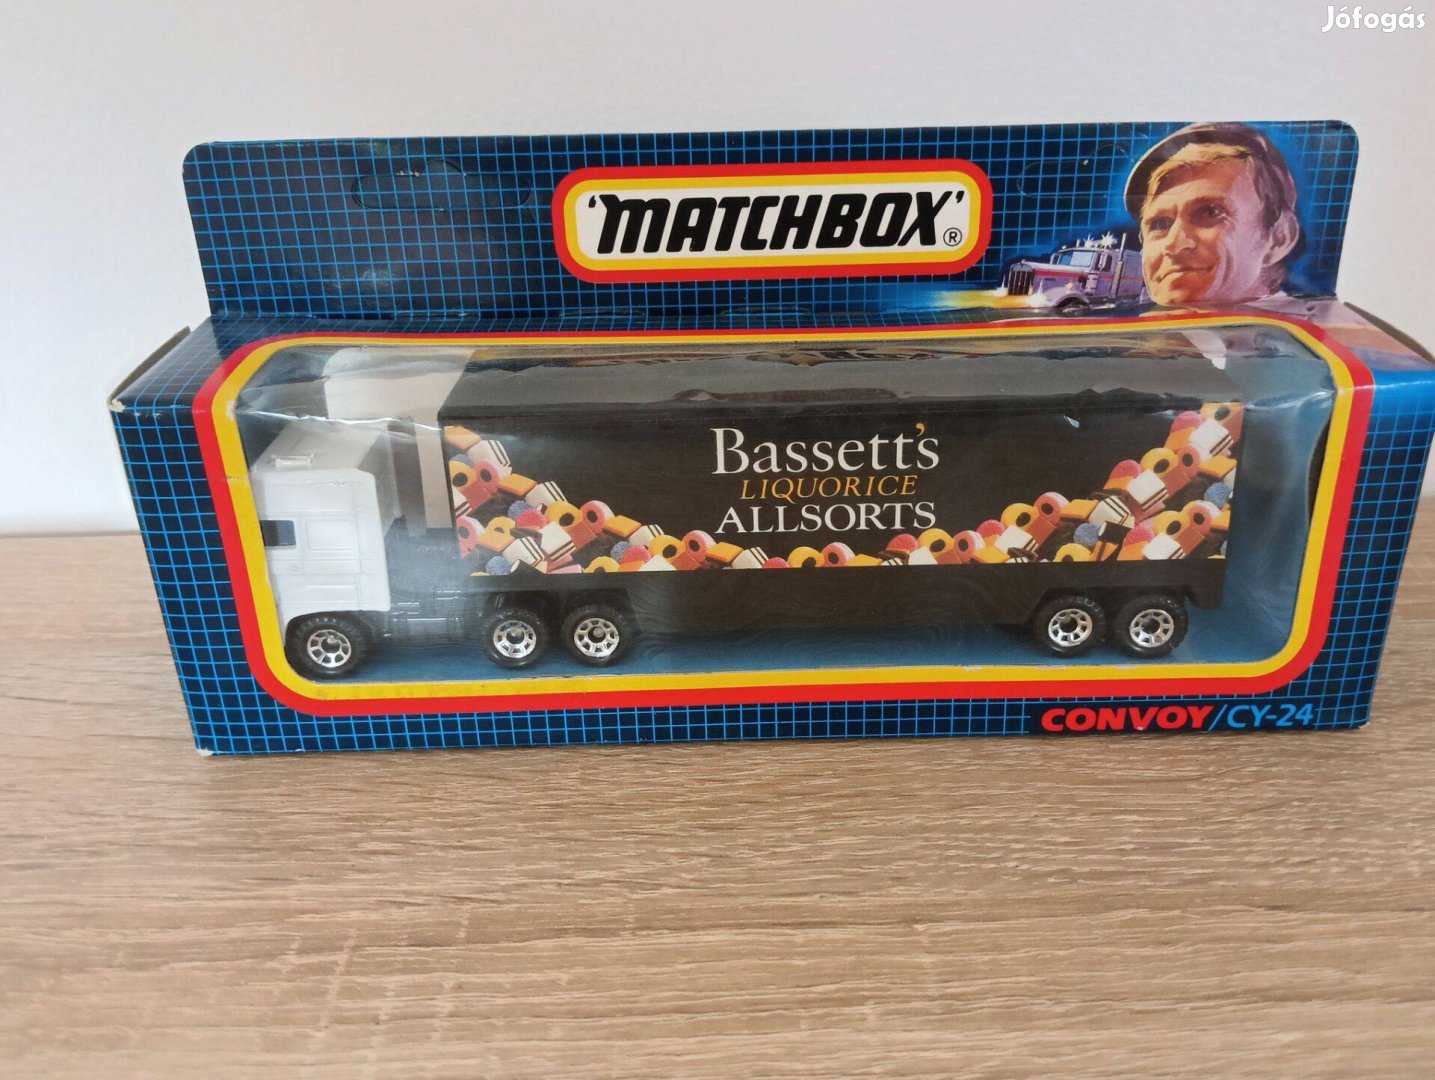 Jófogás
'MATCHBOX'®
Bassett's
LIQUORICE
ALLSORTS
CONVOY/CY-24